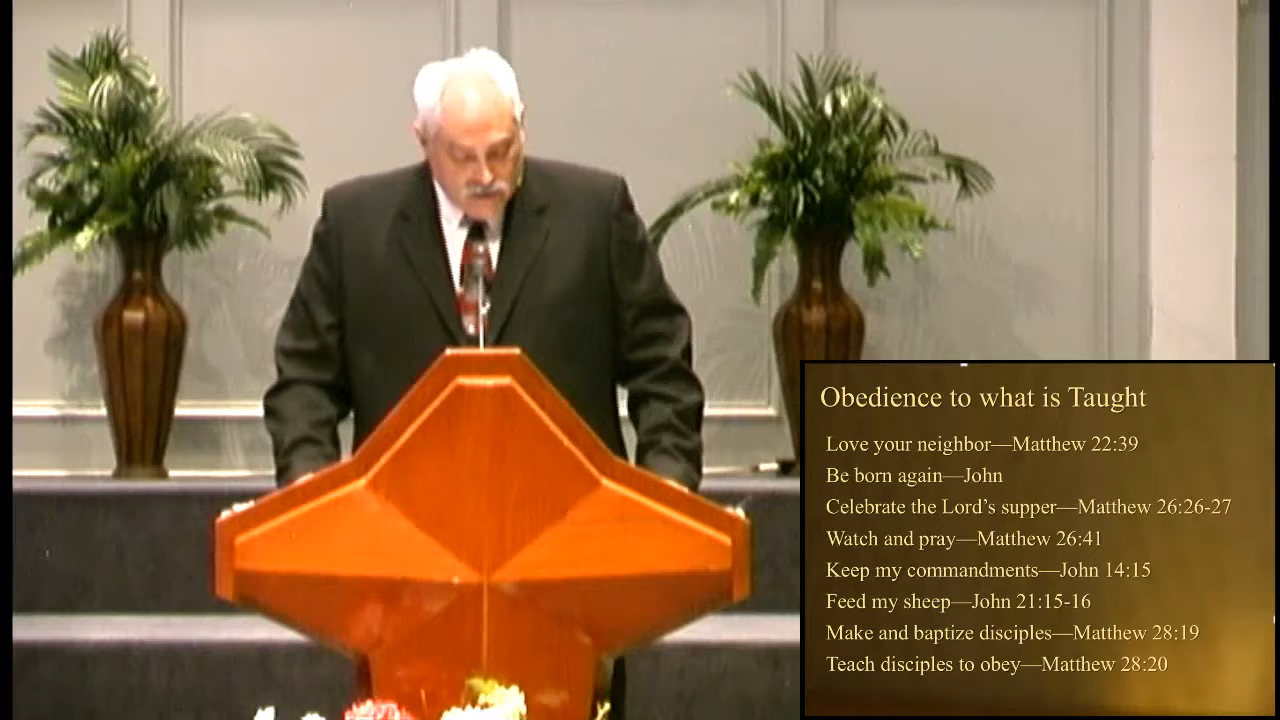 Obedience to what is Taught
Love your neighbor—Matthew 22:39
Be born again—John
Celebrate the Lord’s supper—Matthew 26:26-27
Watch and pray—Matthew 26:41
Keep my commandments—John 14:15
Feed my sheep—John 21:15-16
Make and baptize disciples—Matthew 28:19
Teach disciples to obey—Matthew 28:20